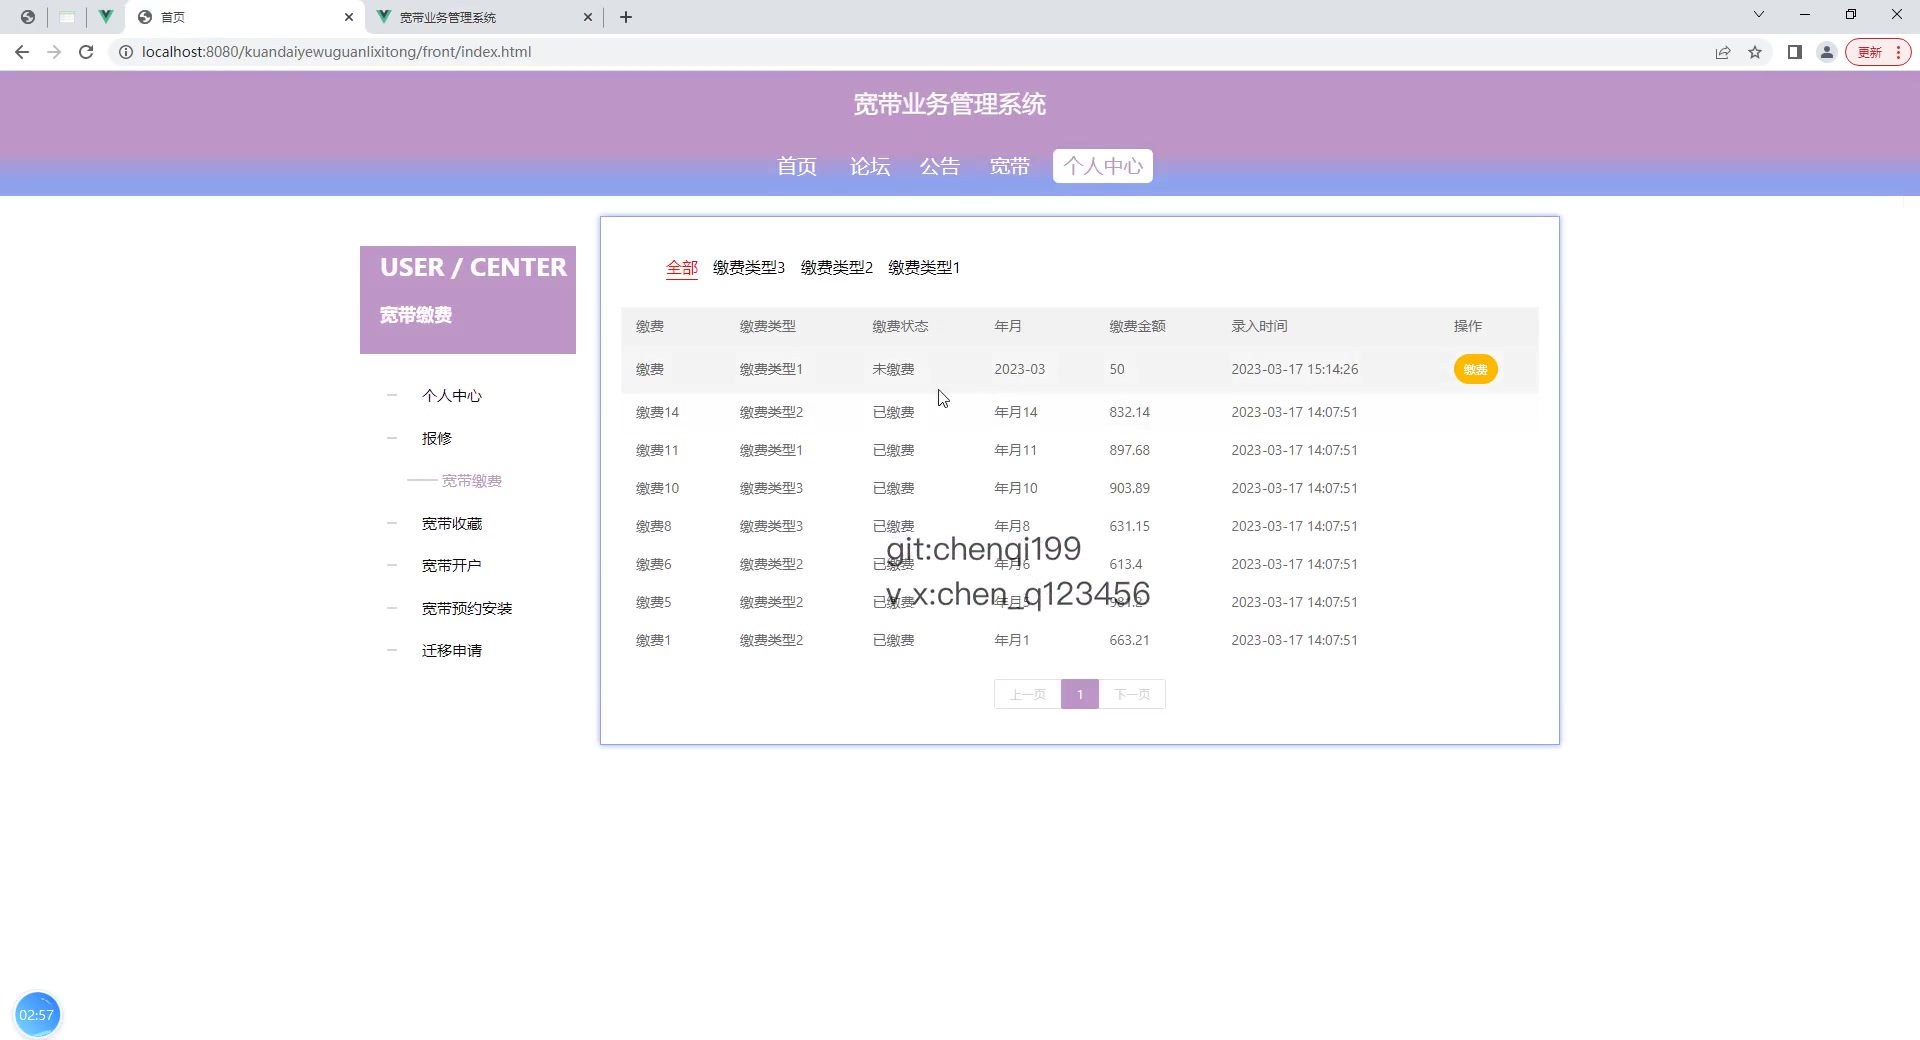 首页
宽带业务管理系统
localhost:8080/kuandaiyewuguanlixitong/front/index.html
更新
宽带业务管理系统
首页 论坛 公告 宽带 个人中心
USER / CENTER
宽带缴费
个人中心
报修
宽带缴费
宽带收藏
宽带开户
宽带预约安装
迁移申请
全部 缴费类型3 缴费类型2 缴费类型1
缴费 缴费类型 缴费状态 年月 缴费金额 录入时间 操作
缴费 缴费类型1 未缴费 2023-03 50 2023-03-17 15:14:26 缴费
缴费14 缴费类型2 已缴费 年月14 832.14 2023-03-17 14:07:51
缴费11 缴费类型1 已缴费 年月11 897.68 2023-03-17 14:07:51
缴费10 缴费类型3 已缴费 年月10 903.89 2023-03-17 14:07:51
缴费8 缴费类型3 已缴费 年月8 631.15 2023-03-17 14:07:51
git:chenqi199
缴费6 缴费类型2 已缴费 年月6 613.4 2023-03-17 14:07:51
v x:chen_q123456
缴费5 缴费类型2 已缴费 年月5 2023-03-17 14:07:51
缴费1 缴费类型2 已缴费 年月1 663.21 2023-03-17 14:07:51
上一页 1 下一页
02:57